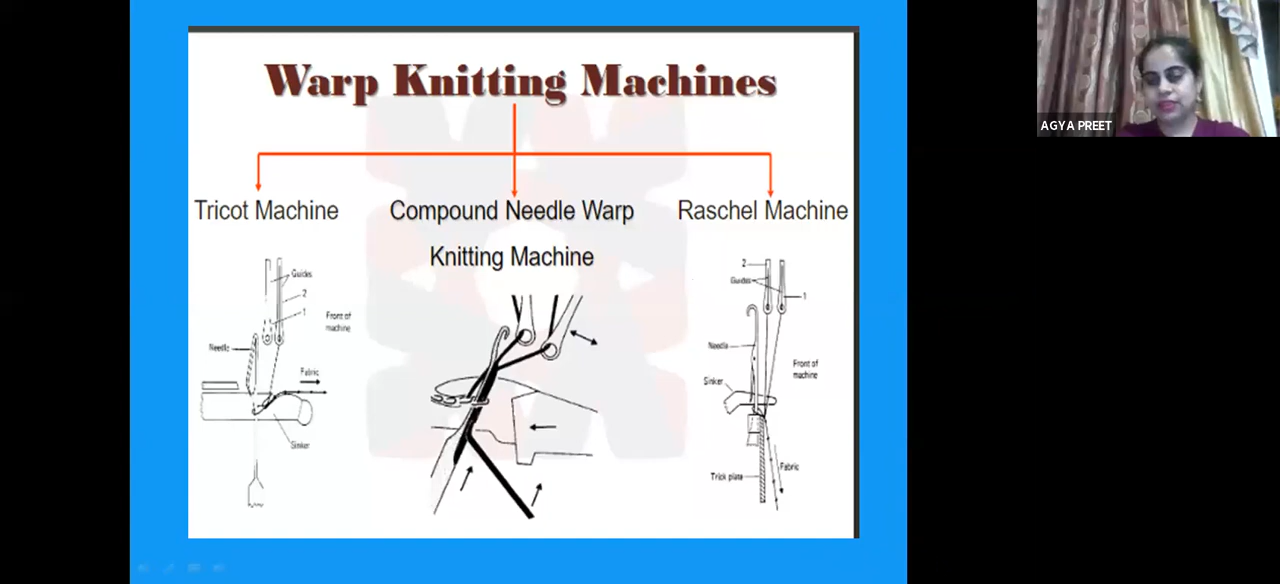 Warp Knitting Machines
AGYA PREET
Tricot Machine
Compound Needle Warp
Knitting Machine
Raschel Machine
Guides
2
1
Front of
machine
Needle
Fabric
Sinker
2
Guides
1
Needle
Front of
machine
Sinker
Trick plate
Fabric